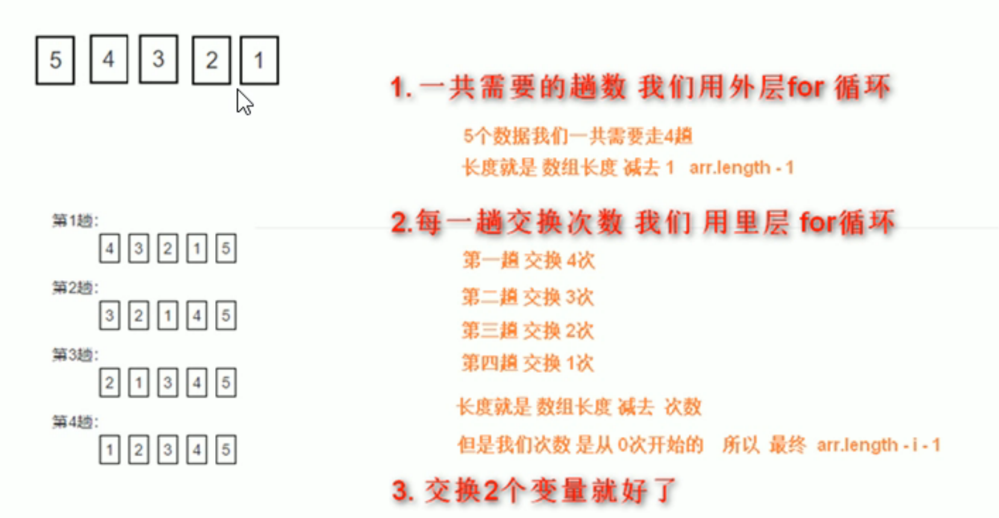 5 4 3 2 1
1. 一共需要的趟数 我们用外层for 循环
5个数据我们一共需要走4趟
长度就是 数组长度 减去 1 arr.length - 1
第1趟:
4 3 2 1 5
第2趟:
3 2 1 4 5
第3趟:
2 1 3 4 5
第4趟:
1 2 3 4 5
2.每一趟交换次数 我们 用里层 for循环
第一趟 交换 4次
第二趟 交换 3次
第三趟 交换 2次
第四趟 交换 1次
长度就是 数组长度 减去 次数
但是我们次数 是从 0次开始的 所以 最终 arr.length - i - 1
3. 交换2个变量就好了